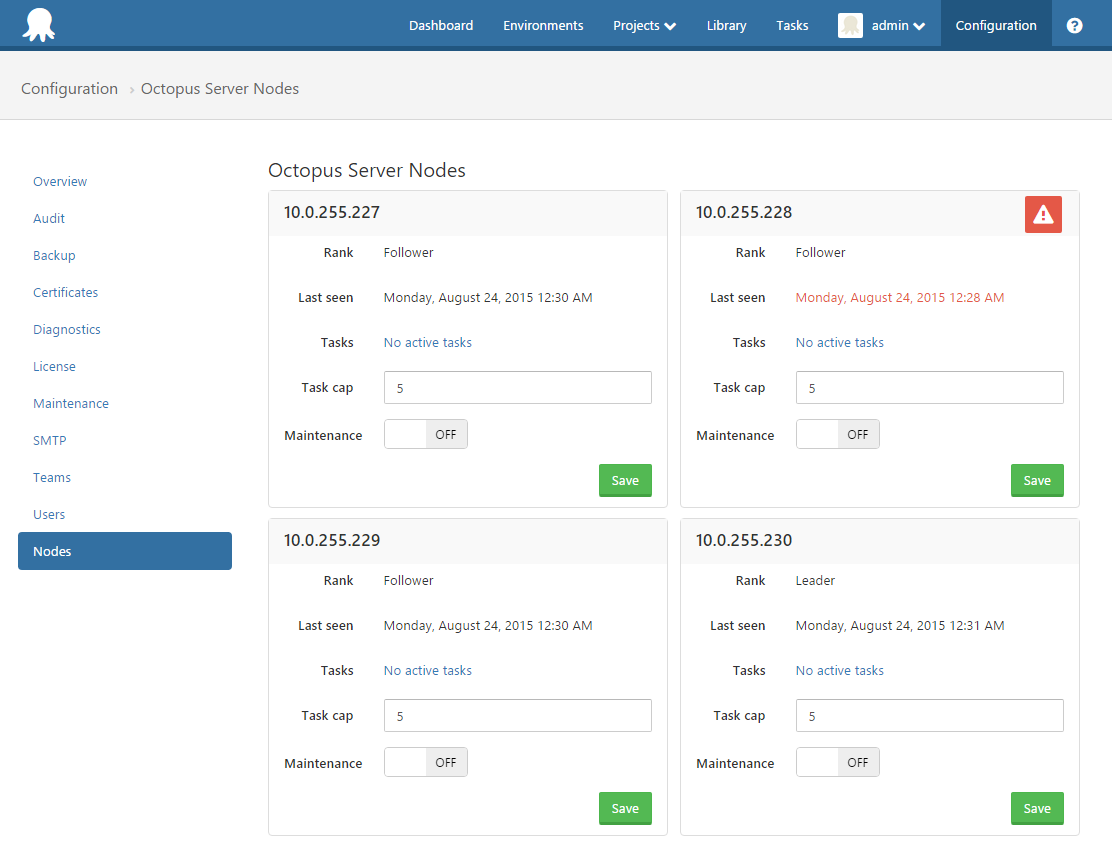 Dashboard Environments Projects Library Tasks admin Configuration ?
Configuration › Octopus Server Nodes
Overview
Audit
Backup
Certificates
Diagnostics
License
Maintenance
SMTP
Teams
Users
Nodes
Octopus Server Nodes
10.0.255.227
Rank Follower
Last seen Monday, August 24, 2015 12:30 AM
Tasks No active tasks
Task cap 5
Maintenance OFF
Save
10.0.255.228
Rank Follower
Last seen Monday, August 24, 2015 12:28 AM
Tasks No active tasks
Task cap 5
Maintenance OFF
Save
10.0.255.229
Rank Follower
Last seen Monday, August 24, 2015 12:30 AM
Tasks No active tasks
Task cap 5
Maintenance OFF
Save
10.0.255.230
Rank Leader
Last seen Monday, August 24, 2015 12:31 AM
Tasks No active tasks
Task cap 5
Maintenance OFF
Save